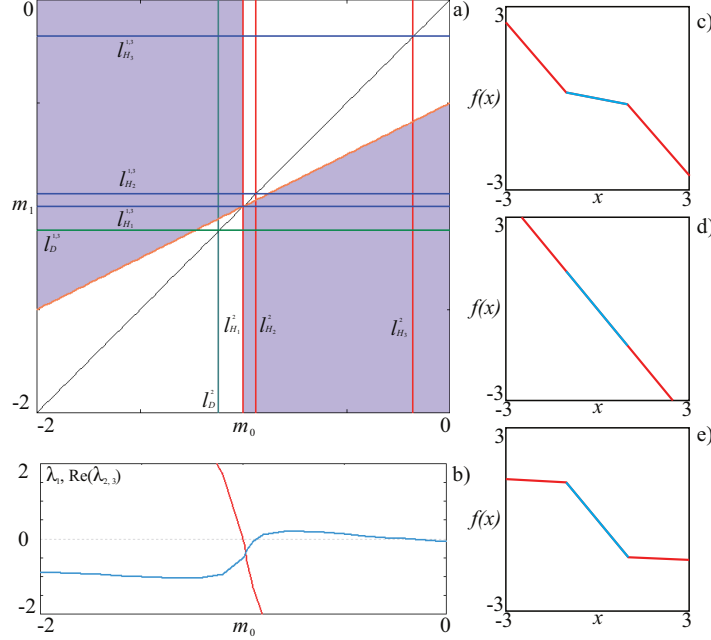 0
a)
l_{H_3}^{1,3}
l_{H_2}^{1,3}
m_1
l_{H_1}^{1,3}
l_D^{1,3}
l_{H_1}^2
l_{H_2}^2
l_{H_3}^2
l_D^2
-2
-2
m_0
0
b)
2
λ_1, Re(λ_{2,3})
0
-2
-2
m_0
0
c)
3
f(x)
-3
-3
x
3
d)
3
f(x)
-3
-3
x
3
e)
3
f(x)
-3
-3
x
3